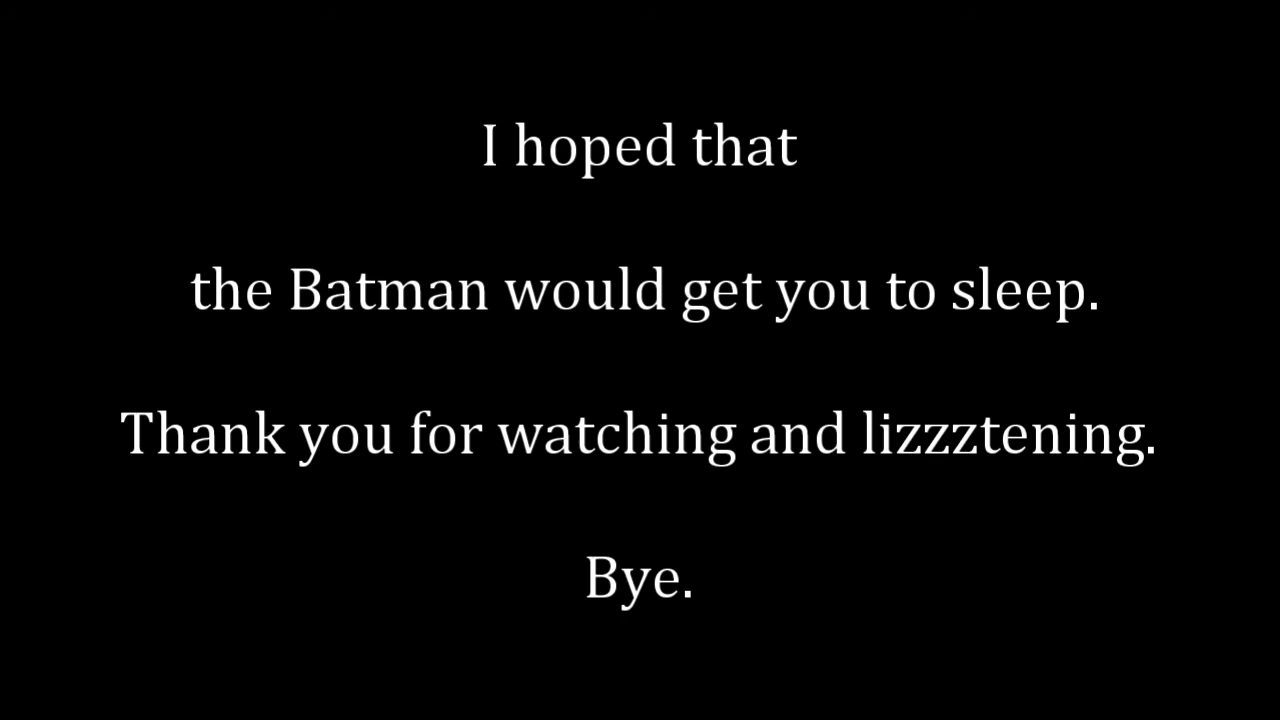 I hoped that
the Batman would get you to sleep.
Thank you for watching and lizzztening.
Bye.